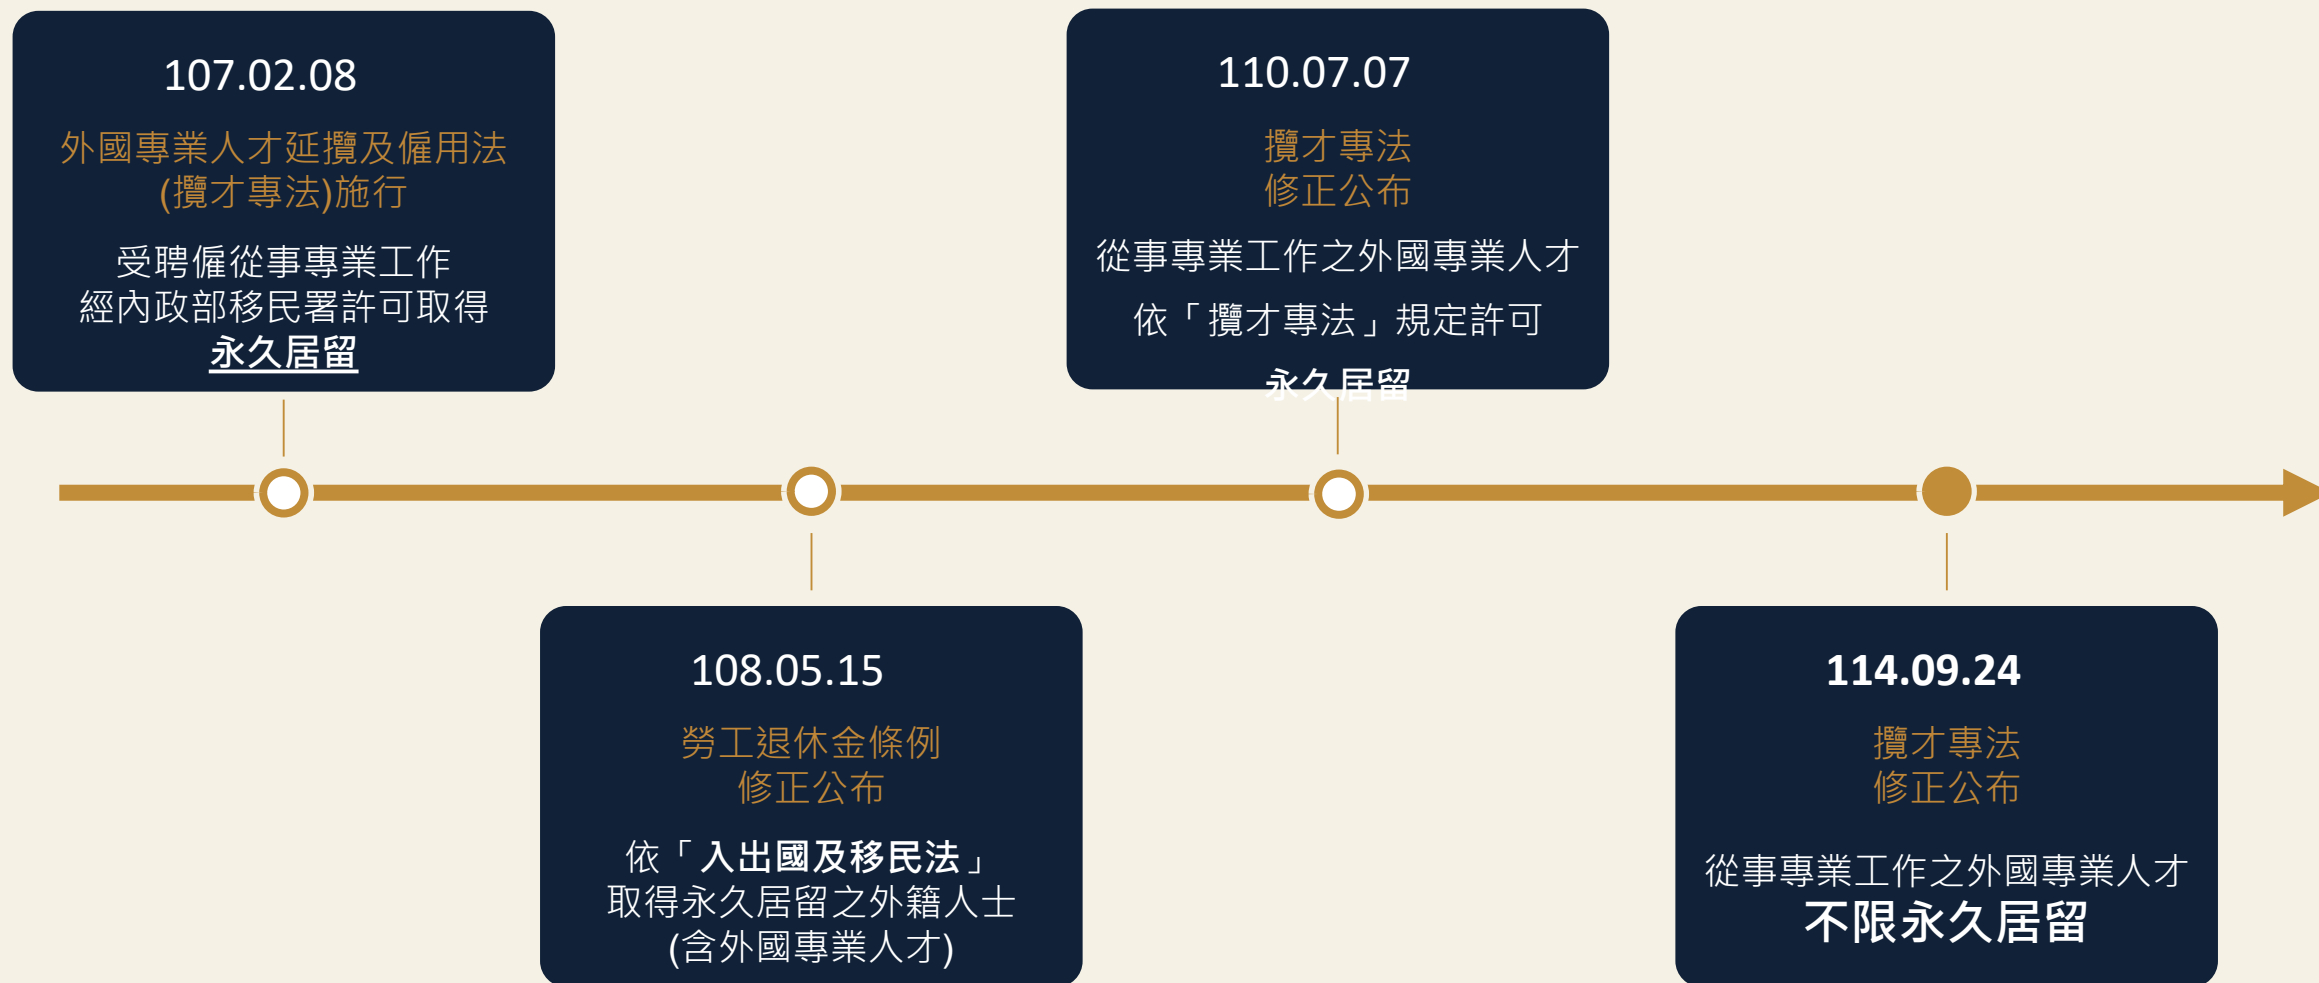 107.02.08
外國專業人才延攬及僱用法
(攬才專法)施行
受聘僱從事專業工作
經內政部移民署許可取得
永久居留
108.05.15
勞工退休金條例
修正公布
依「入出國及移民法」
取得永久居留之外籍人士
(含外國專業人才)
110.07.07
攬才專法
修正公布
從事專業工作之外國專業人才
依「攬才專法」規定許可
永久居留
114.09.24
攬才專法
修正公布
從事專業工作之外國專業人才
不限永久居留